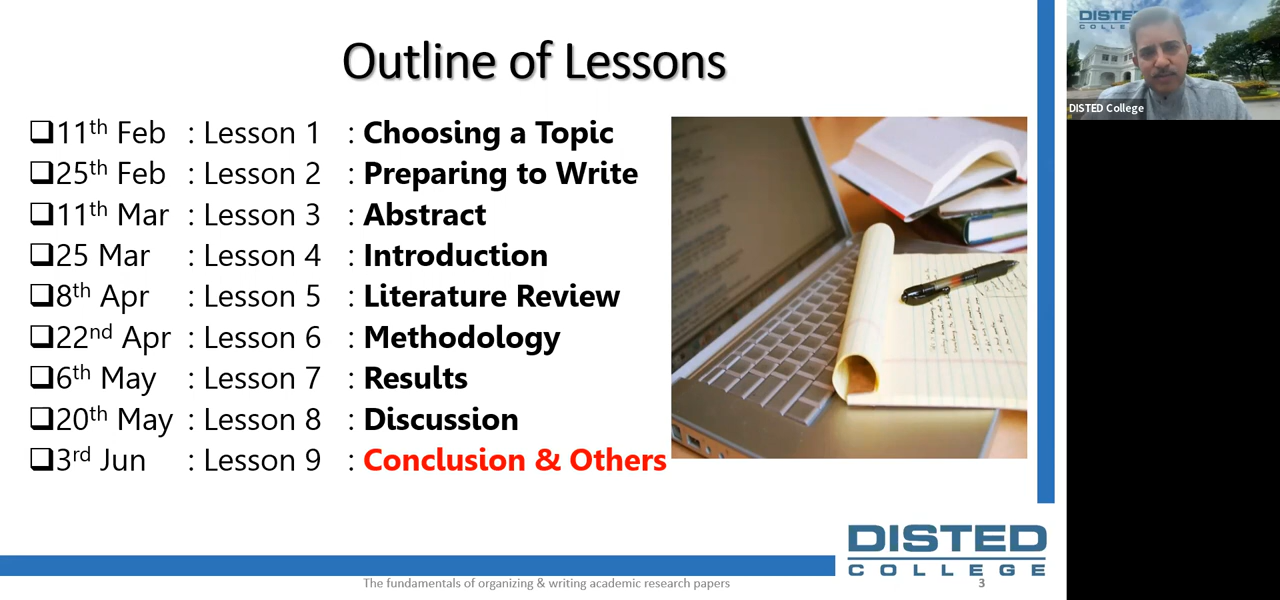 Outline of Lessons
❑11th Feb : Lesson 1 : Choosing a Topic
❑25th Feb : Lesson 2 : Preparing to Write
❑11th Mar : Lesson 3 : Abstract
❑25 Mar : Lesson 4 : Introduction
❑8th Apr : Lesson 5 : Literature Review
❑22nd Apr : Lesson 6 : Methodology
❑6th May : Lesson 7 : Results
❑20th May : Lesson 8 : Discussion
❑3rd Jun : Lesson 9 : Conclusion & Others
DISTED
COLLEGE
The fundamentals of organizing & writing academic research papers
3
DISTED College